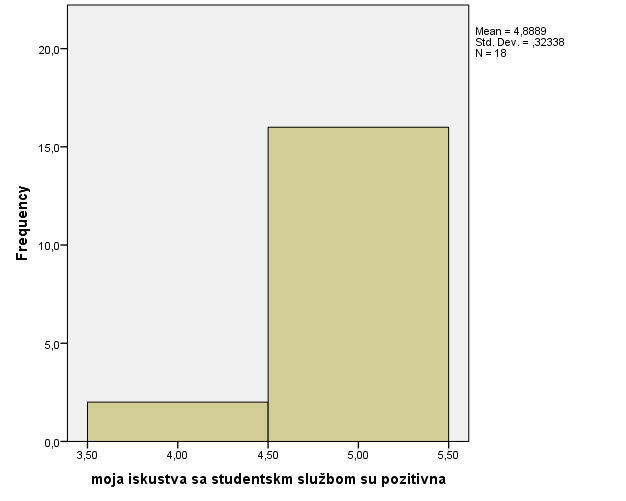 Mean = 4,8889
Std. Dev. = ,32338
N = 18
Frequency
20,0
15,0
10,0
5,0
0,0
3,50 4,00 4,50 5,00 5,50
moja iskustva sa studentskm službom su pozitivna